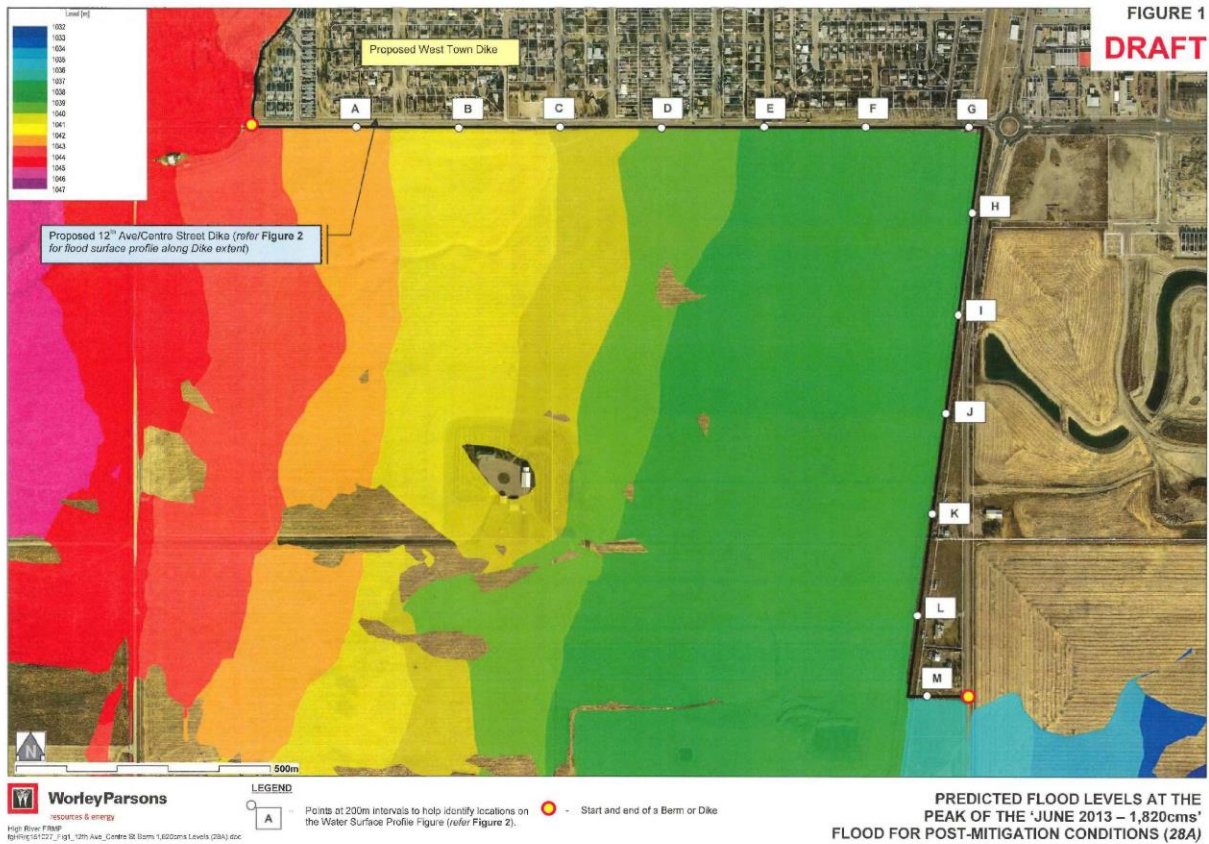 FIGURE 1
DRAFT
Level [m]
1032
1033
1034
1035
1036
1037
1038
1039
1040
1041
1042
1043
1044
1045
1046
1047
Proposed West Town Dike
A
B
C
D
E
F
G
H
Proposed 12th Ave/Centre Street Dike (refer Figure 2
for flood surface profile along Dike extent)
I
J
K
L
M
N
500m
LEGEND
A
Points at 200m intervals to help identify locations on
the Water Surface Profile Figure (refer Figure 2).
- Start and end of a Berm or Dike
WorleyParsons
resources & energy
High River FRMP
PREDICTED FLOOD LEVELS AT THE
PEAK OF THE 'JUNE 2013 – 1,820cms'
FLOOD FOR POST-MITIGATION CONDITIONS (28A)